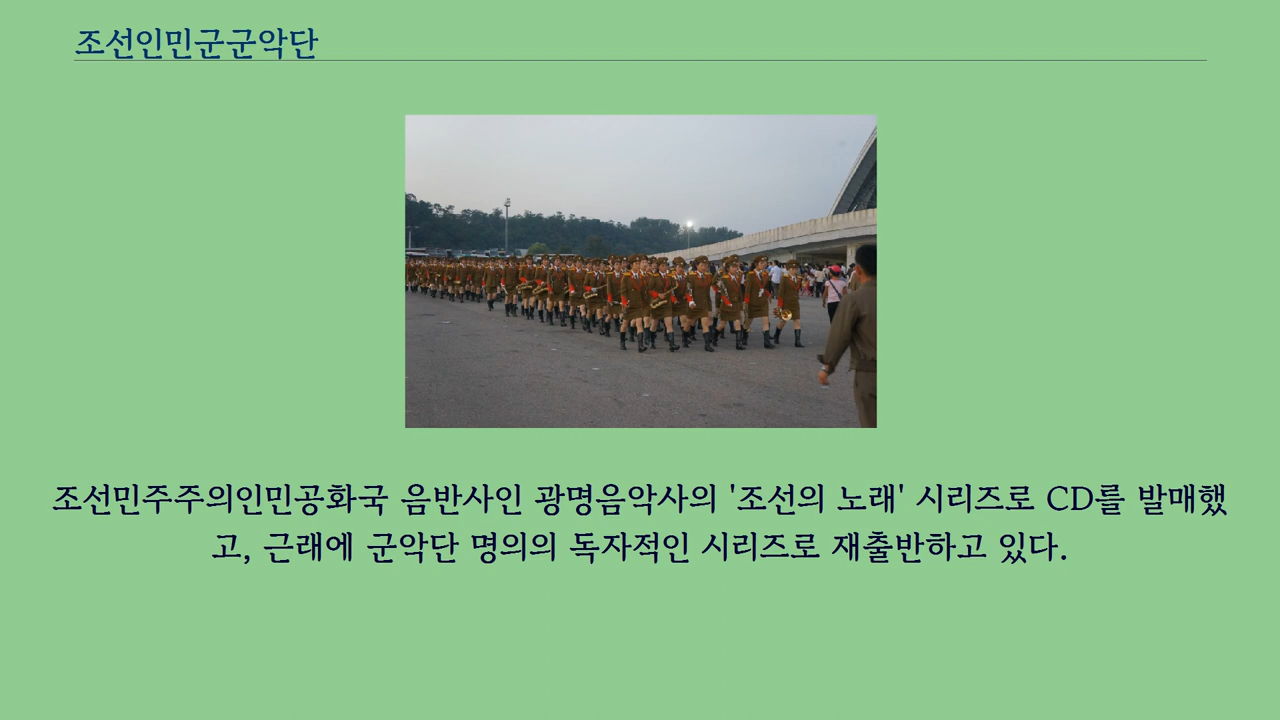 조선인민군군악단
조선민주주의인민공화국 음반사인 광명음악사의 '조선의 노래' 시리즈로 CD를 발매했
고, 근래에 군악단 명의의 독자적인 시리즈로 재출반하고 있다.